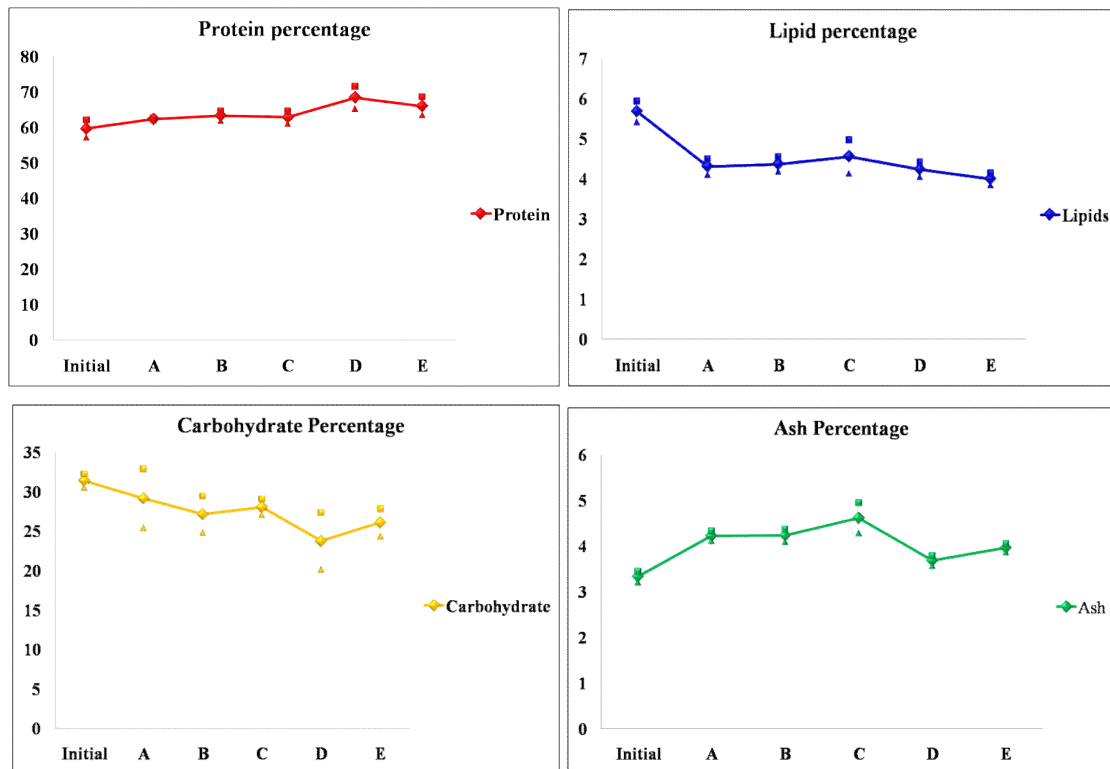 Protein percentage
80
70
60
50
40
30
20
10
0
Initial A B C D E
Protein
Lipid percentage
7
6
5
4
3
2
1
0
Initial A B C D E
Lipids
Carbohydrate Percentage
35
30
25
20
15
10
5
0
Initial A B C D E
Carbohydrate
Ash Percentage
6
5
4
3
2
1
0
Initial A B C D E
Ash